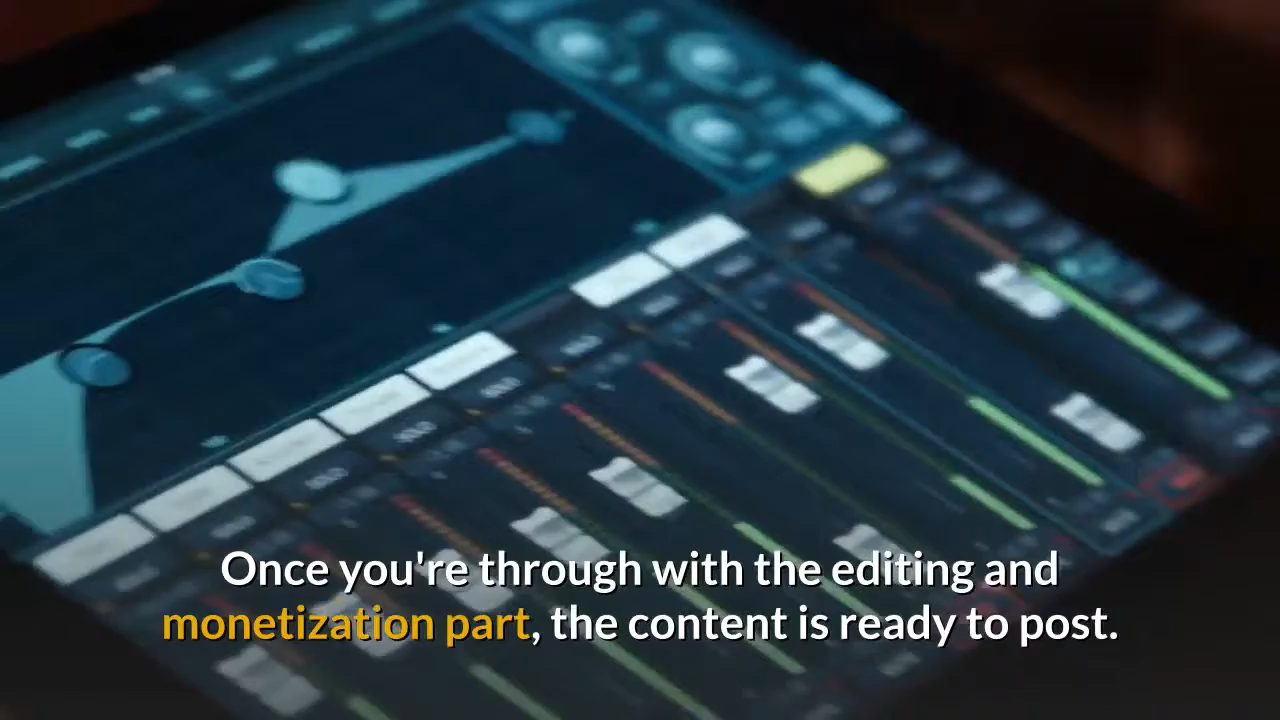 Once you're through with the editing and
monetization part, the content is ready to post.